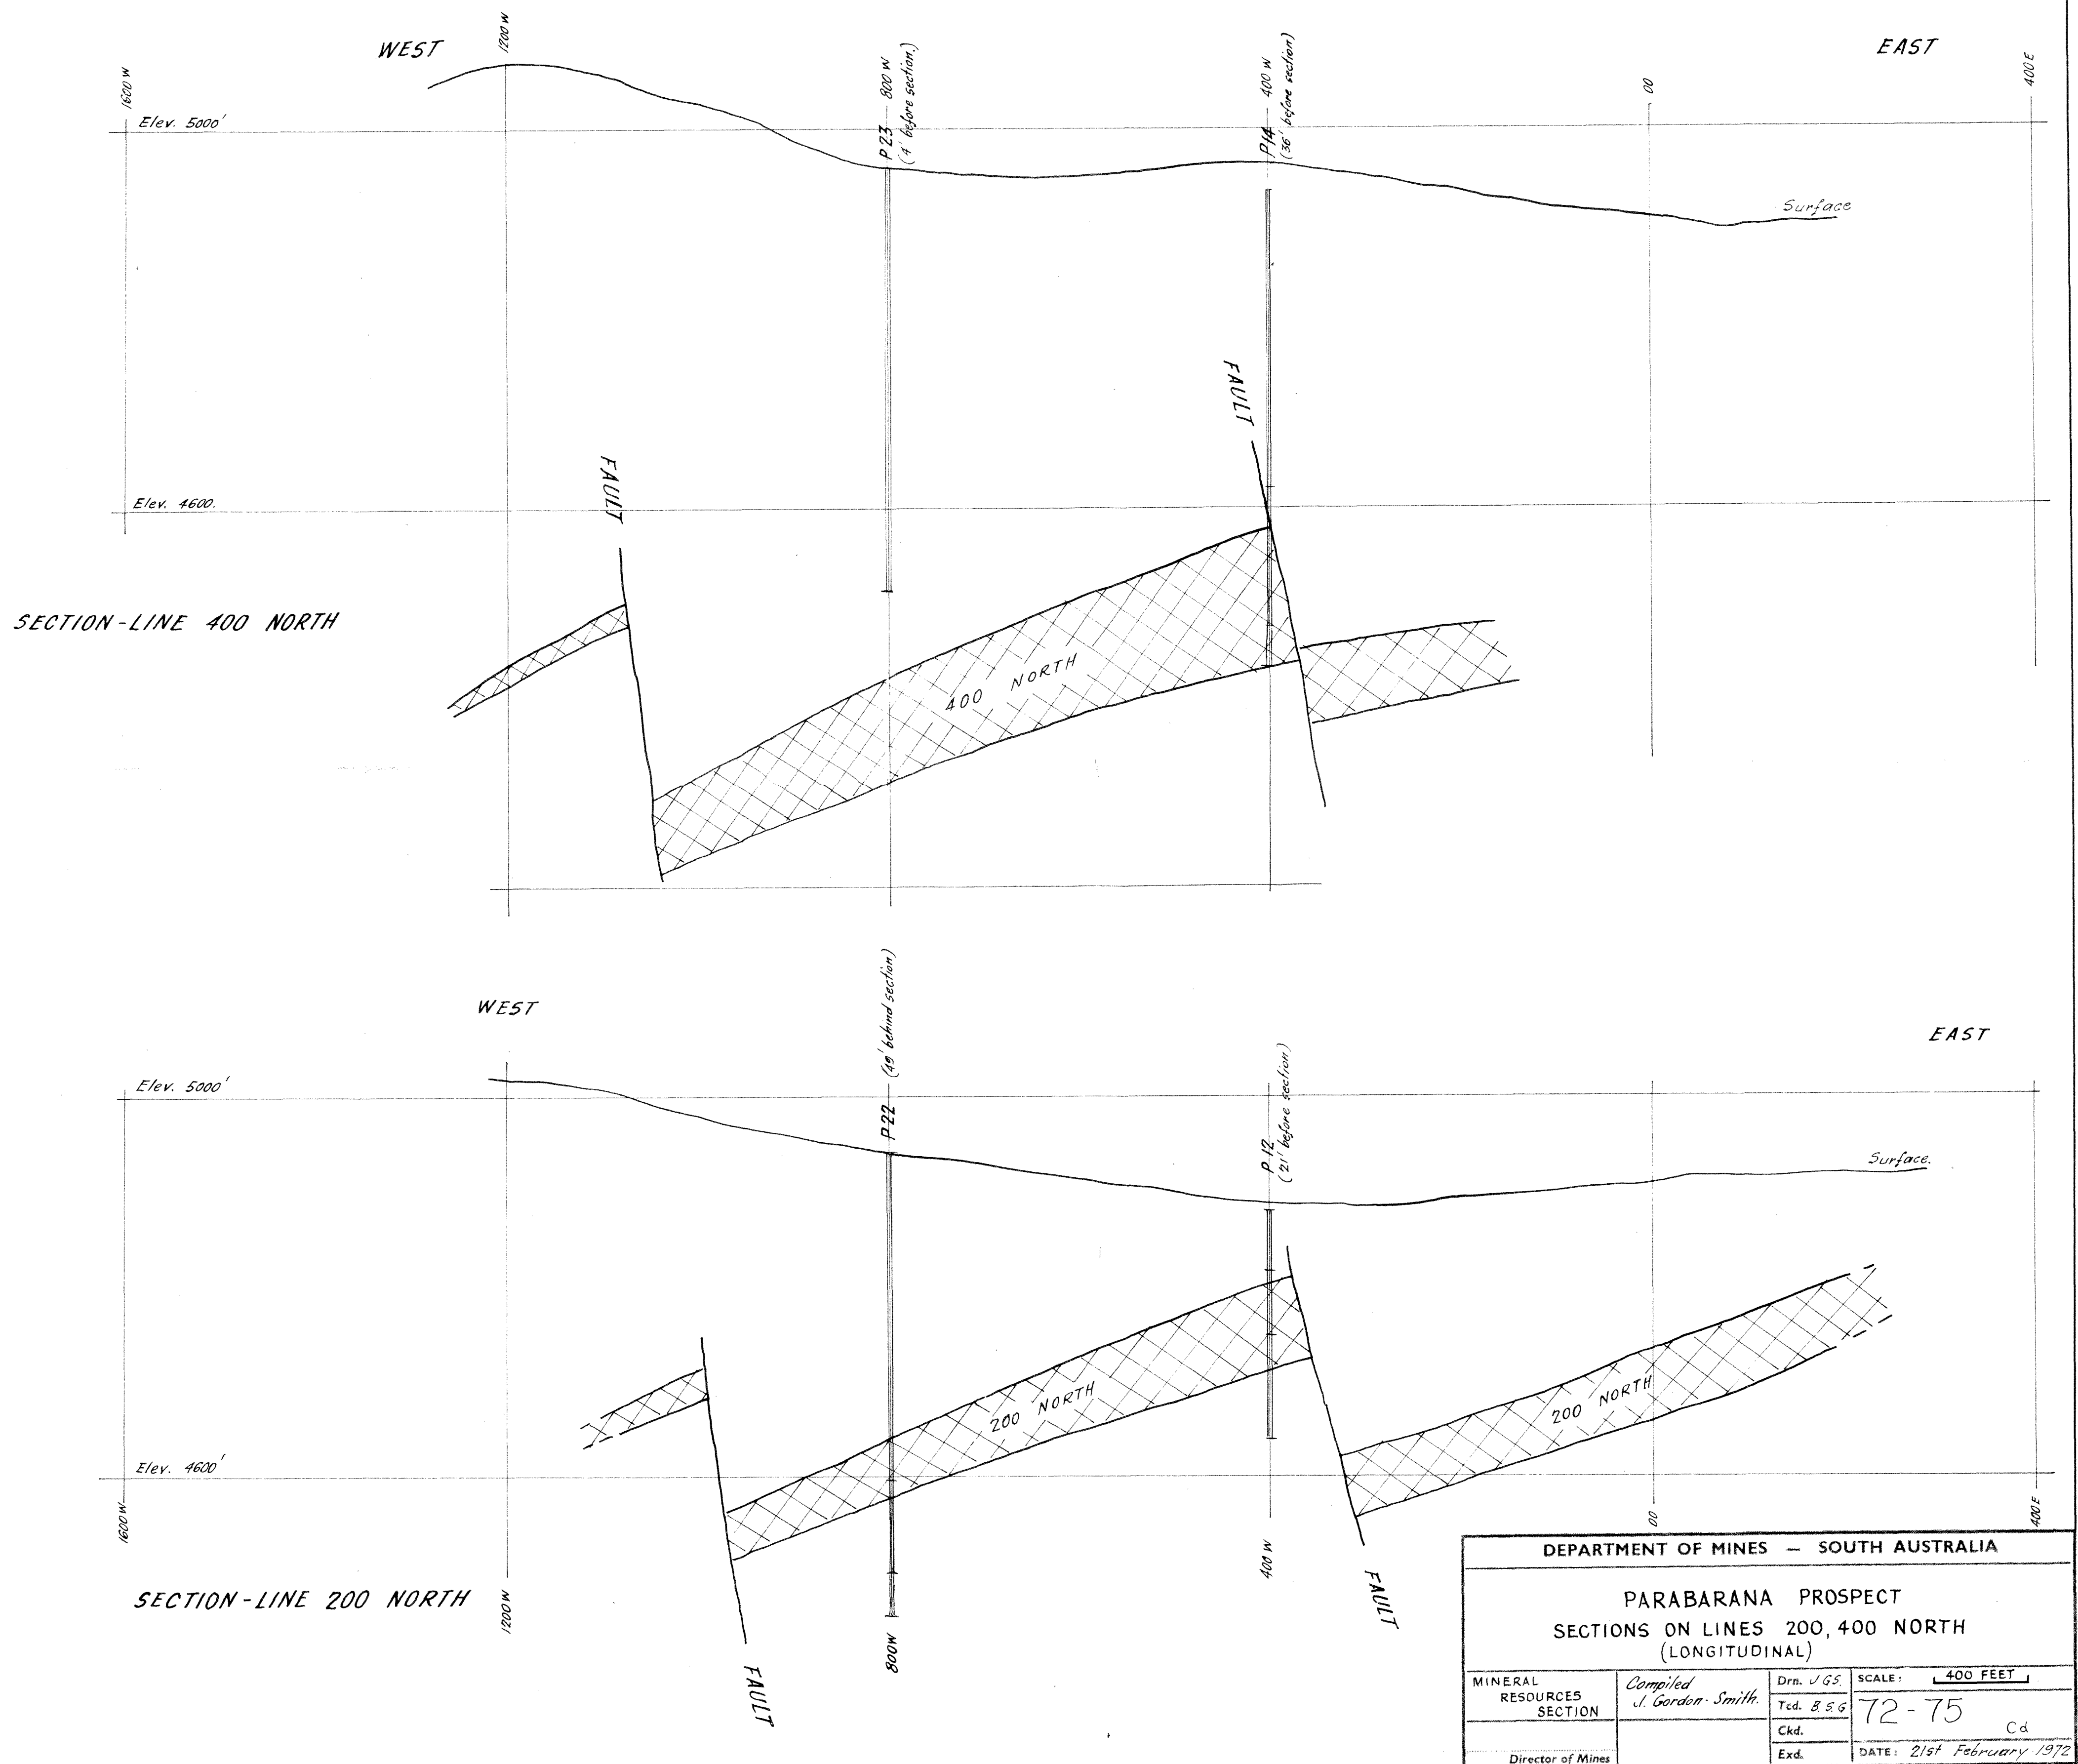 WEST
EAST
1600 W
1200 W
P 23 — 800 W
(4' before section.)
P14 — 400 W
(36' before section)
00
400 E
Elev. 5000'
Surface
FAULT
FAULT
Elev. 4600.
SECTION-LINE 400 NORTH
400 NORTH
WEST
EAST
P 22 (49' behind section)
P 12
(21' before section)
Elev. 5000'
Surface.
200 NORTH
200 NORTH
Elev. 4600'
1600 W
1200 W
800W
400 W
00
400 E
SECTION-LINE 200 NORTH
FAULT
FAULT
DEPARTMENT OF MINES — SOUTH AUSTRALIA
PARABARANA PROSPECT
SECTIONS ON LINES 200, 400 NORTH
(LONGITUDINAL)
MINERAL
RESOURCES
SECTION
Director of Mines
Compiled
J. Gordon-Smith.
Drn. J GS.
Tcd. B.S.G
Ckd.
Exd.
SCALE: 400 FEET
72-75
Cd
DATE: 21st February 1972